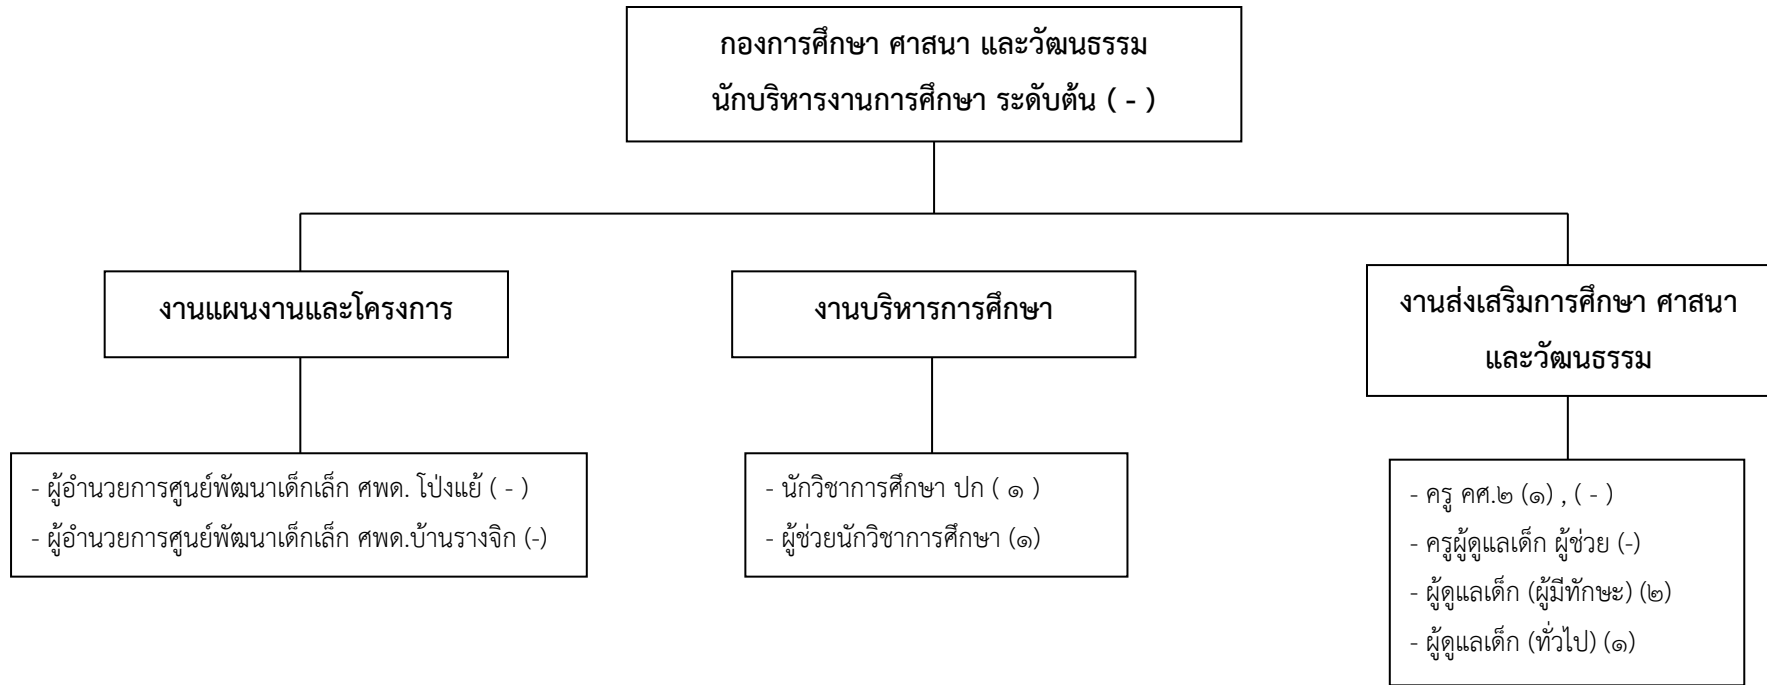 กองการศึกษา ศาสนา และวัฒนธรรม
นักบริหารงานการศึกษา ระดับต้น ( - )
งานแผนงานและโครงการ
งานบริหารการศึกษา
งานส่งเสริมการศึกษา ศาสนา
และวัฒนธรรม
- ผู้อำนวยการศูนย์พัฒนาเด็กเล็ก ศพด. โป่งแย้ ( - )
- ผู้อำนวยการศูนย์พัฒนาเด็กเล็ก ศพด.บ้านรางจิก (-)
- นักวิชาการศึกษา ปก ( ๑ )
- ผู้ช่วยนักวิชาการศึกษา (๑)
- ครู คศ.๒ (๑) , ( - )
- ครูผู้ดูแลเด็ก ผู้ช่วย (-)
- ผู้ดูแลเด็ก (ผู้มีทักษะ) (๒)
- ผู้ดูแลเด็ก (ทั่วไป) (๑)